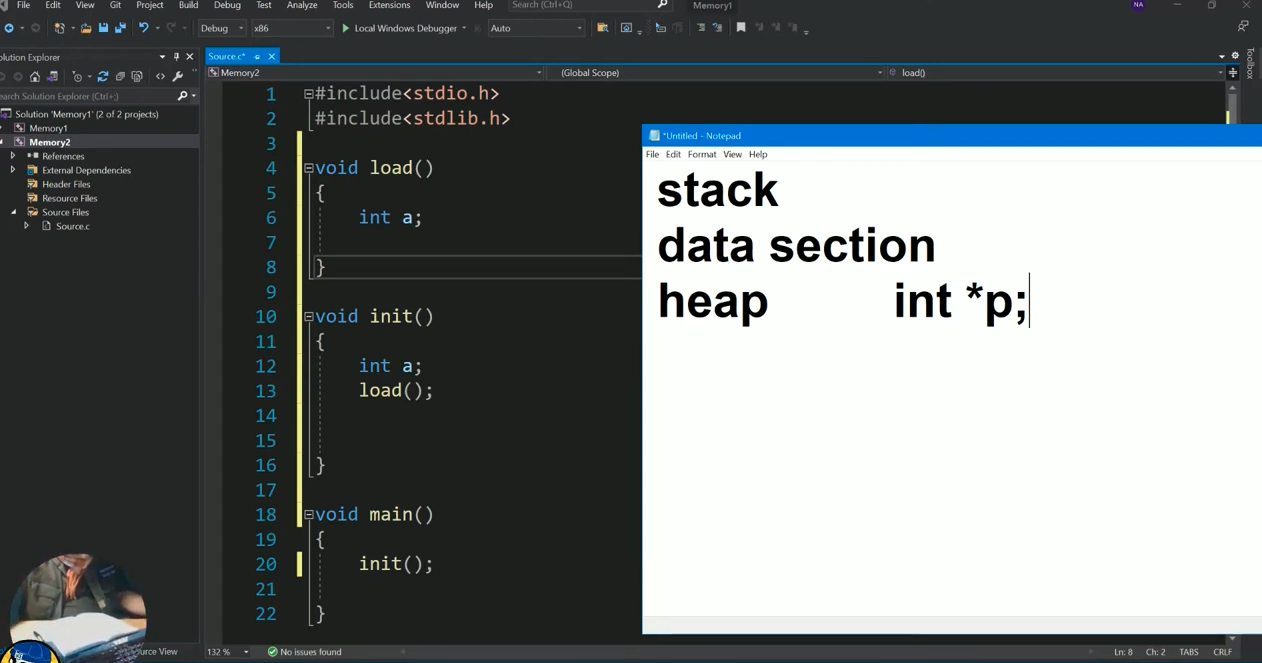 File Edit View Git Project Build Debug Test Analyze Tools Extensions Window Help Search (Ctrl+Q) Memory1 NA
Debug x86 Local Windows Debugger Auto
Solution Explorer
Search Solution Explorer (Ctrl+;)
Solution 'Memory1' (2 of 2 projects)
Memory1
Memory2
References
External Dependencies
Header Files
Resource Files
Source Files
Source.c
Source.c*
Memory2 (Global Scope) load()
Toolbox
1 #include<stdio.h>
2 #include<stdlib.h>
3
4 void load()
5 {
6 int a;
7
8 }
9
10 void init()
11 {
12 int a;
13 load();
14
15
16 }
17
18 void main()
19 {
20 init();
21
22 }
*Untitled - Notepad
File Edit Format View Help
stack
data section
heap int *p;
132 % No issues found Ln: 8 Ch: 2 TABS CRLF